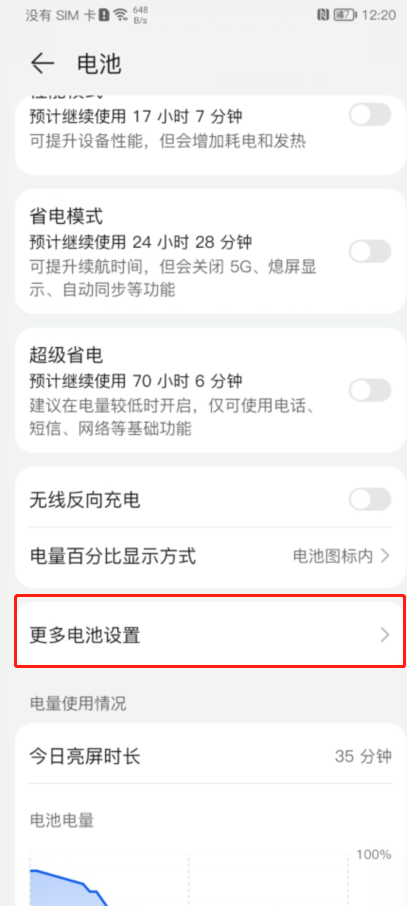 没有 SIM 卡 648 B/s 47 12:20
电池
性能模式
预计继续使用 17 小时 7 分钟
可提升设备性能，但会增加耗电和发热
省电模式
预计继续使用 24 小时 28 分钟
可提升续航时间，但会关闭 5G、熄屏显
示、自动同步等功能
超级省电
预计继续使用 70 小时 6 分钟
建议在电量较低时开启，仅可使用电话、
短信、网络等基础功能
无线反向充电
电量百分比显示方式 电池图标内
更多电池设置
电量使用情况
今日亮屏时长 35 分钟
电池电量
100%